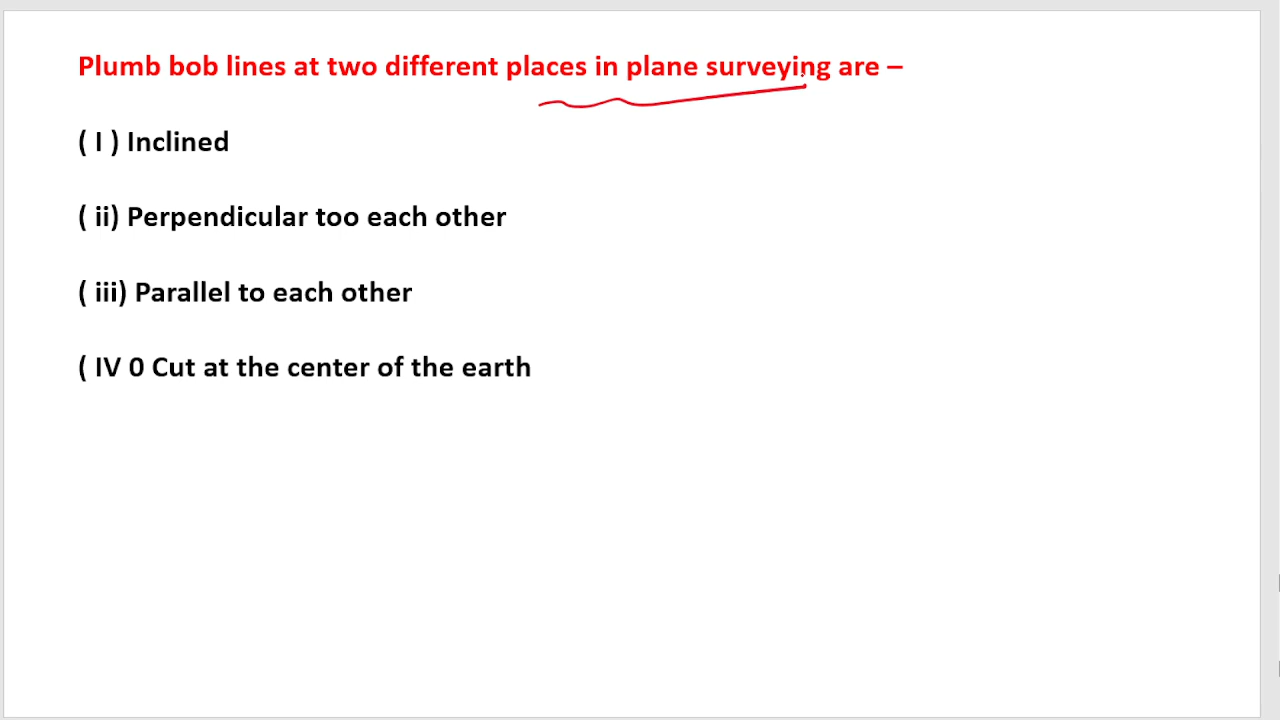 Plumb bob lines at two different places in plane surveying are –
( I ) Inclined
( ii) Perpendicular too each other
( iii) Parallel to each other
( IV 0 Cut at the center of the earth